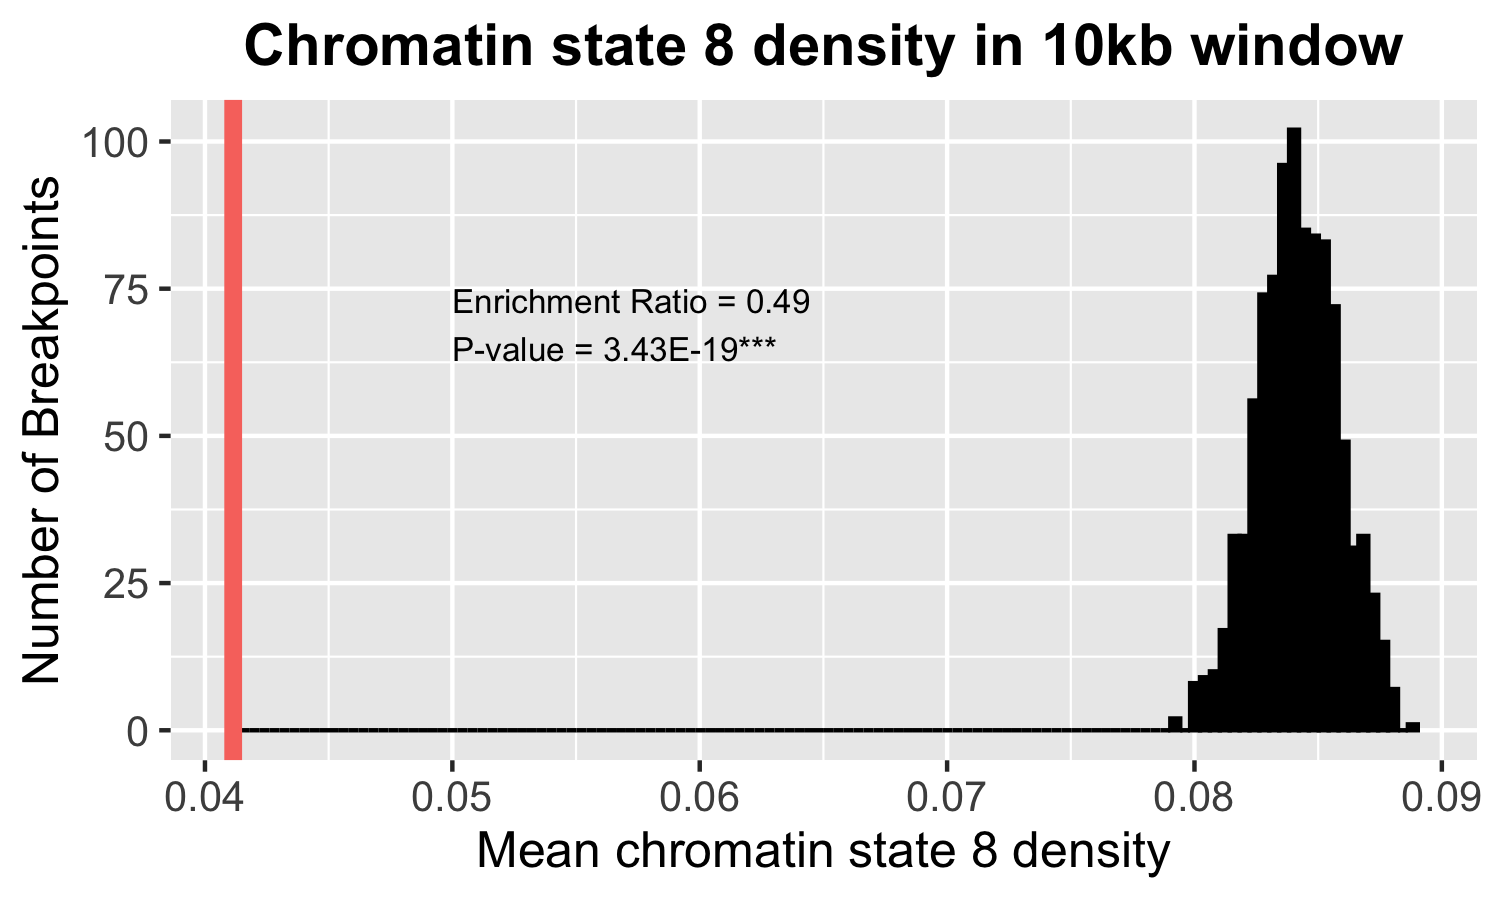 Chromatin state 8 density in 10kb window
Number of Breakpoints
100
75
50
25
0
Enrichment Ratio = 0.49
P-value = 3.43E-19***
0.04 0.05 0.06 0.07 0.08 0.09
Mean chromatin state 8 density